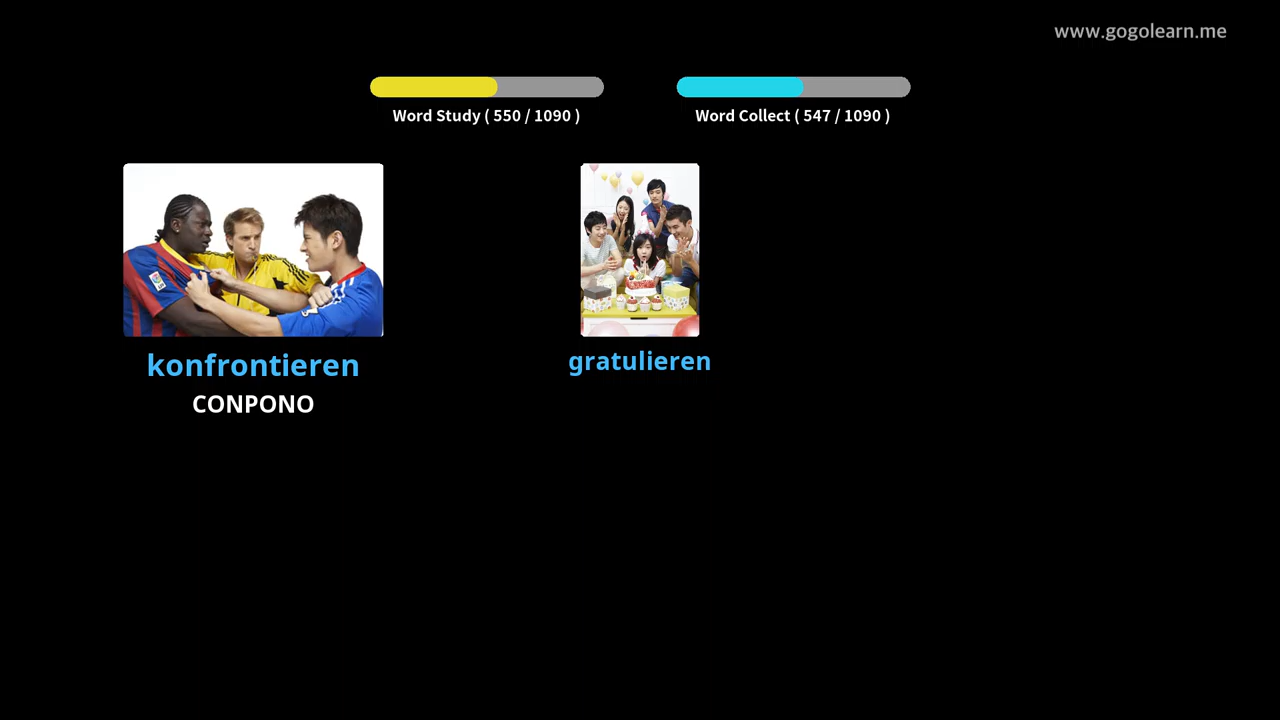 www.gogolearn.me
Word Study ( 550 / 1090 )
Word Collect ( 547 / 1090 )
konfrontieren
CONPONO
gratulieren